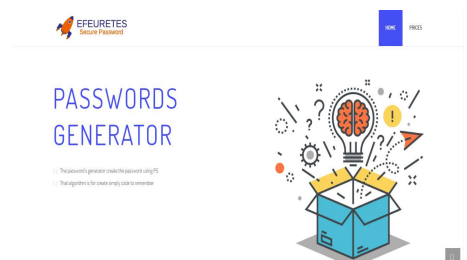 EFEURETES
Secure Password
HOME
PRICES
PASSWORDS
GENERATOR
The password's generator create the password using PS
That algorithm is for create simply code to remember